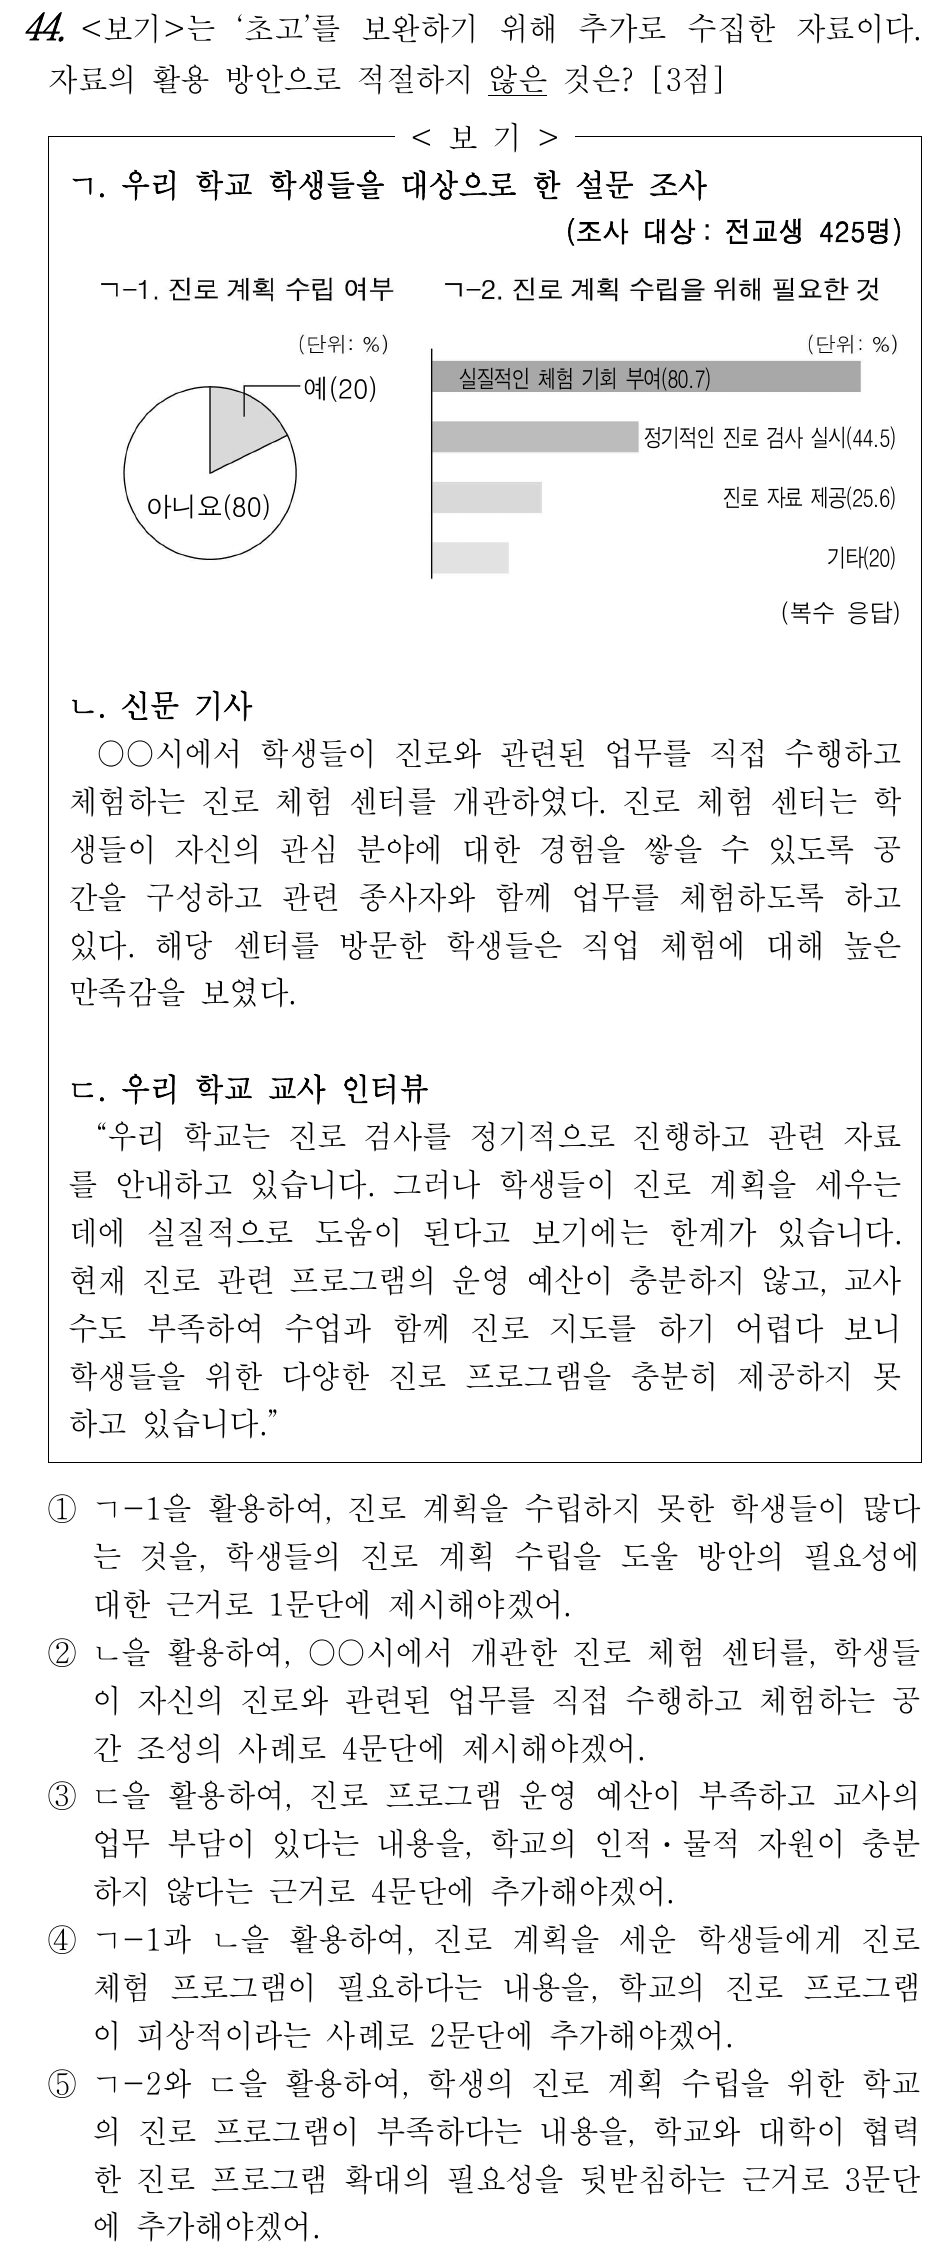 44. <보기>는 ‘초고’를 보완하기 위해 추가로 수집한 자료이다.
자료의 활용 방안으로 적절하지 않은 것은? [3점]
< 보 기 >
ㄱ. 우리 학교 학생들을 대상으로 한 설문 조사
(조사 대상 : 전교생 425명)
ㄱ-1. 진로 계획 수립 여부
(단위: %)
예(20)
아니요(80)
ㄱ-2. 진로 계획 수립을 위해 필요한 것
(단위: %)
실질적인 체험 기회 부여(80.7)
정기적인 진로 검사 실시(44.5)
진로 자료 제공(25.6)
기타(20)
(복수 응답)
ㄴ. 신문 기사
○○시에서 학생들이 진로와 관련된 업무를 직접 수행하고
체험하는 진로 체험 센터를 개관하였다. 진로 체험 센터는 학
생들이 자신의 관심 분야에 대한 경험을 쌓을 수 있도록 공
간을 구성하고 관련 종사자와 함께 업무를 체험하도록 하고
있다. 해당 센터를 방문한 학생들은 직업 체험에 대해 높은
만족감을 보였다.
ㄷ. 우리 학교 교사 인터뷰
“우리 학교는 진로 검사를 정기적으로 진행하고 관련 자료
를 안내하고 있습니다. 그러나 학생들이 진로 계획을 세우는
데에 실질적으로 도움이 된다고 보기에는 한계가 있습니다.
현재 진로 관련 프로그램의 운영 예산이 충분하지 않고, 교사
수도 부족하여 수업과 함께 진로 지도를 하기 어렵다 보니
학생들을 위한 다양한 진로 프로그램을 충분히 제공하지 못
하고 있습니다.”
① ㄱ-1을 활용하여, 진로 계획을 수립하지 못한 학생들이 많다
는 것을, 학생들의 진로 계획 수립을 도울 방안의 필요성에
대한 근거로 1문단에 제시해야겠어.
② ㄴ을 활용하여, ○○시에서 개관한 진로 체험 센터를, 학생들
이 자신의 진로와 관련된 업무를 직접 수행하고 체험하는 공
간 조성의 사례로 4문단에 제시해야겠어.
③ ㄷ을 활용하여, 진로 프로그램 운영 예산이 부족하고 교사의
업무 부담이 있다는 내용을, 학교의 인적・물적 자원이 충분
하지 않다는 근거로 4문단에 추가해야겠어.
④ ㄱ-1과 ㄴ을 활용하여, 진로 계획을 세운 학생들에게 진로
체험 프로그램이 필요하다는 내용을, 학교의 진로 프로그램
이 피상적이라는 사례로 2문단에 추가해야겠어.
⑤ ㄱ-2와 ㄷ을 활용하여, 학생의 진로 계획 수립을 위한 학교
의 진로 프로그램이 부족하다는 내용을, 학교와 대학이 협력
한 진로 프로그램 확대의 필요성을 뒷받침하는 근거로 3문단
에 추가해야겠어.